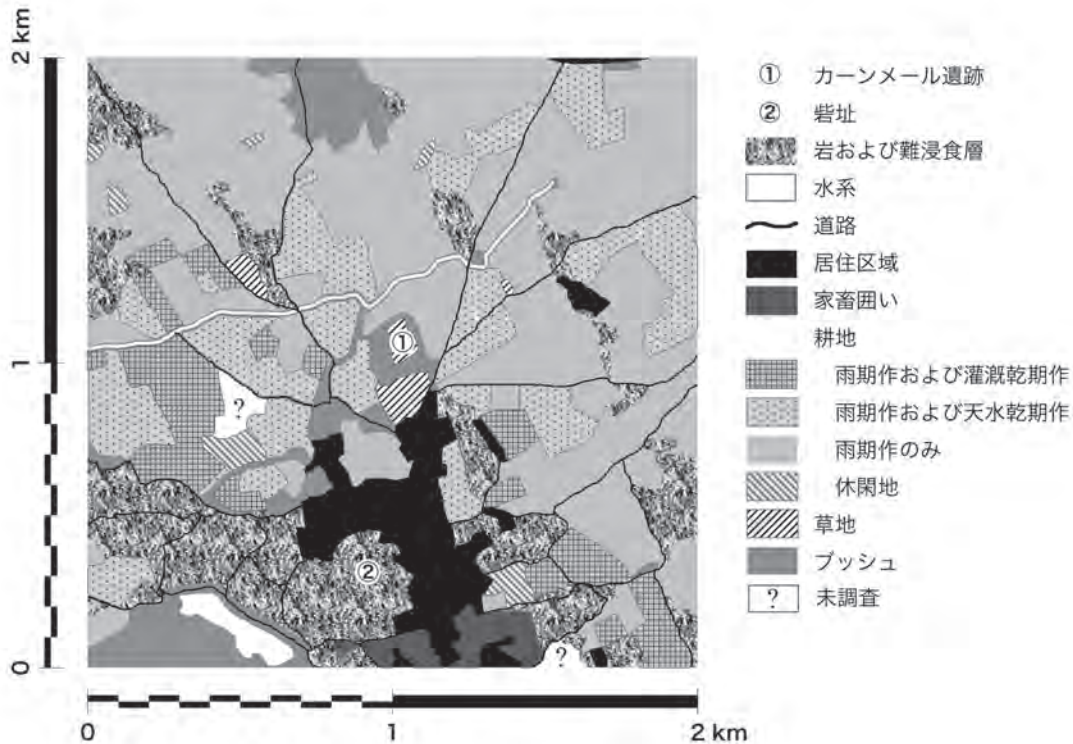 2 km
1
0
①
②
?
?
0
1
2 km
① カーンメール遺跡
② 砦址
岩および難浸食層
水系
道路
居住区域
家畜囲い
耕地
雨期作および灌漑乾期作
雨期作および天水乾期作
雨期作のみ
休閑地
草地
ブッシュ
? 未調査